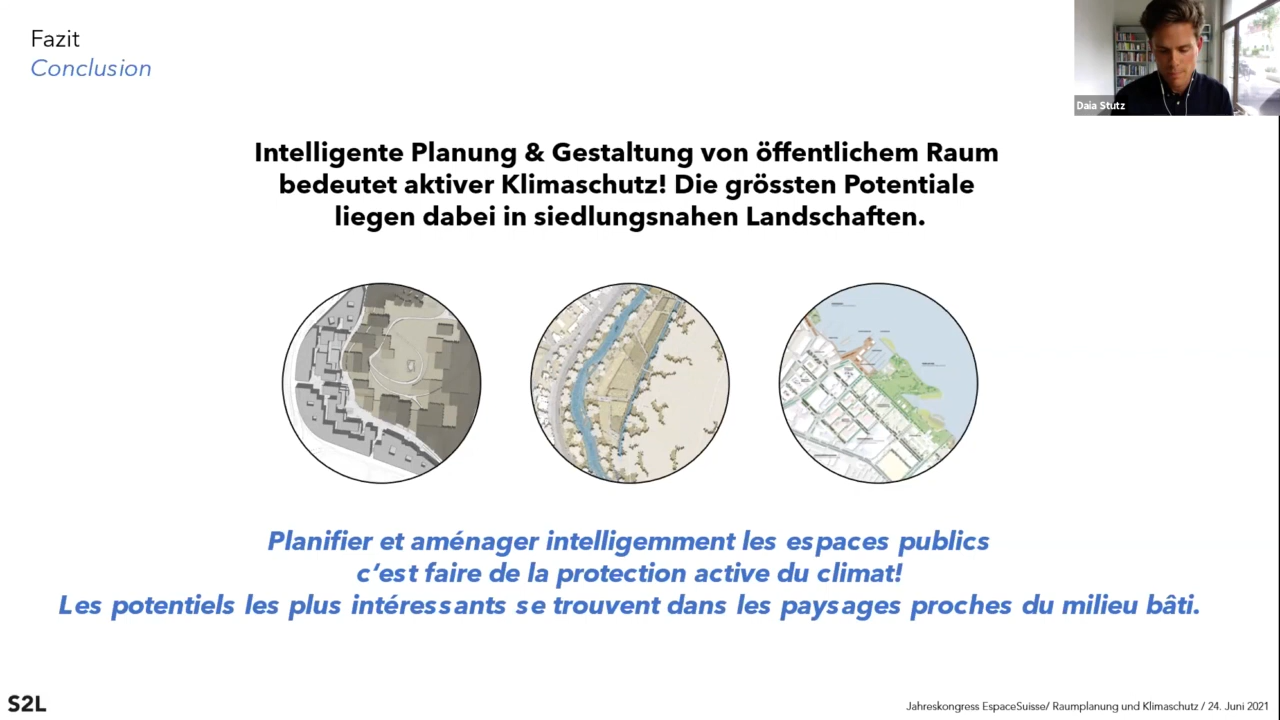 Fazit
Conclusion
Daia Stutz
Intelligente Planung & Gestaltung von öffentlichem Raum
bedeutet aktiver Klimaschutz! Die grössten Potentiale
liegen dabei in siedlungsnahen Landschaften.
Planifier et aménager intelligemment les espaces publics
c’est faire de la protection active du climat!
Les potentiels les plus intéressants se trouvent dans les paysages proches du milieu bâti.
S2L
Jahreskongress EspaceSuisse/ Raumplanung und Klimaschutz / 24. Juni 2021